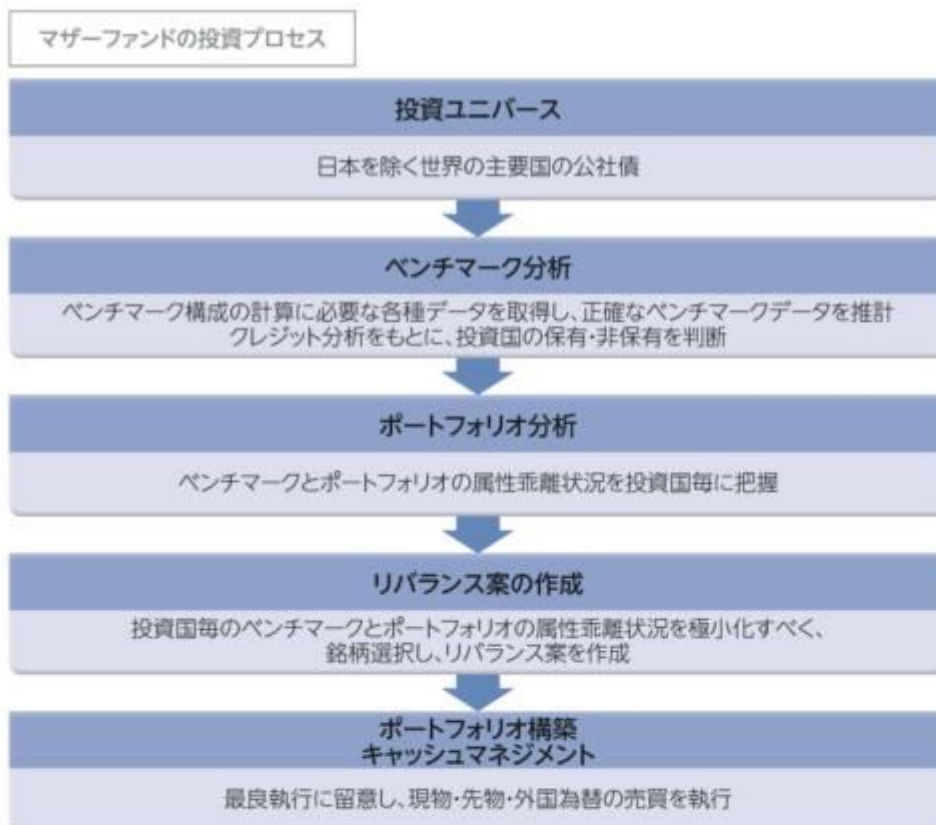 マザーファンドの投資プロセス
投資ユニバース
日本を除く世界の主要国の公社債
ベンチマーク分析
ベンチマーク構成の計算に必要な各種データを取得し、正確なベンチマークデータを推計
クレジット分析をもとに、投資国の保有・非保有を判断
ポートフォリオ分析
ベンチマークとポートフォリオの属性乖離状況を投資国毎に把握
リバランス案の作成
投資国毎のベンチマークとポートフォリオの属性乖離状況を極小化すべく、
銘柄選択し、リバランス案を作成
ポートフォリオ構築
キャッシュマネジメント
最良執行に留意し、現物・先物・外国為替の売買を執行